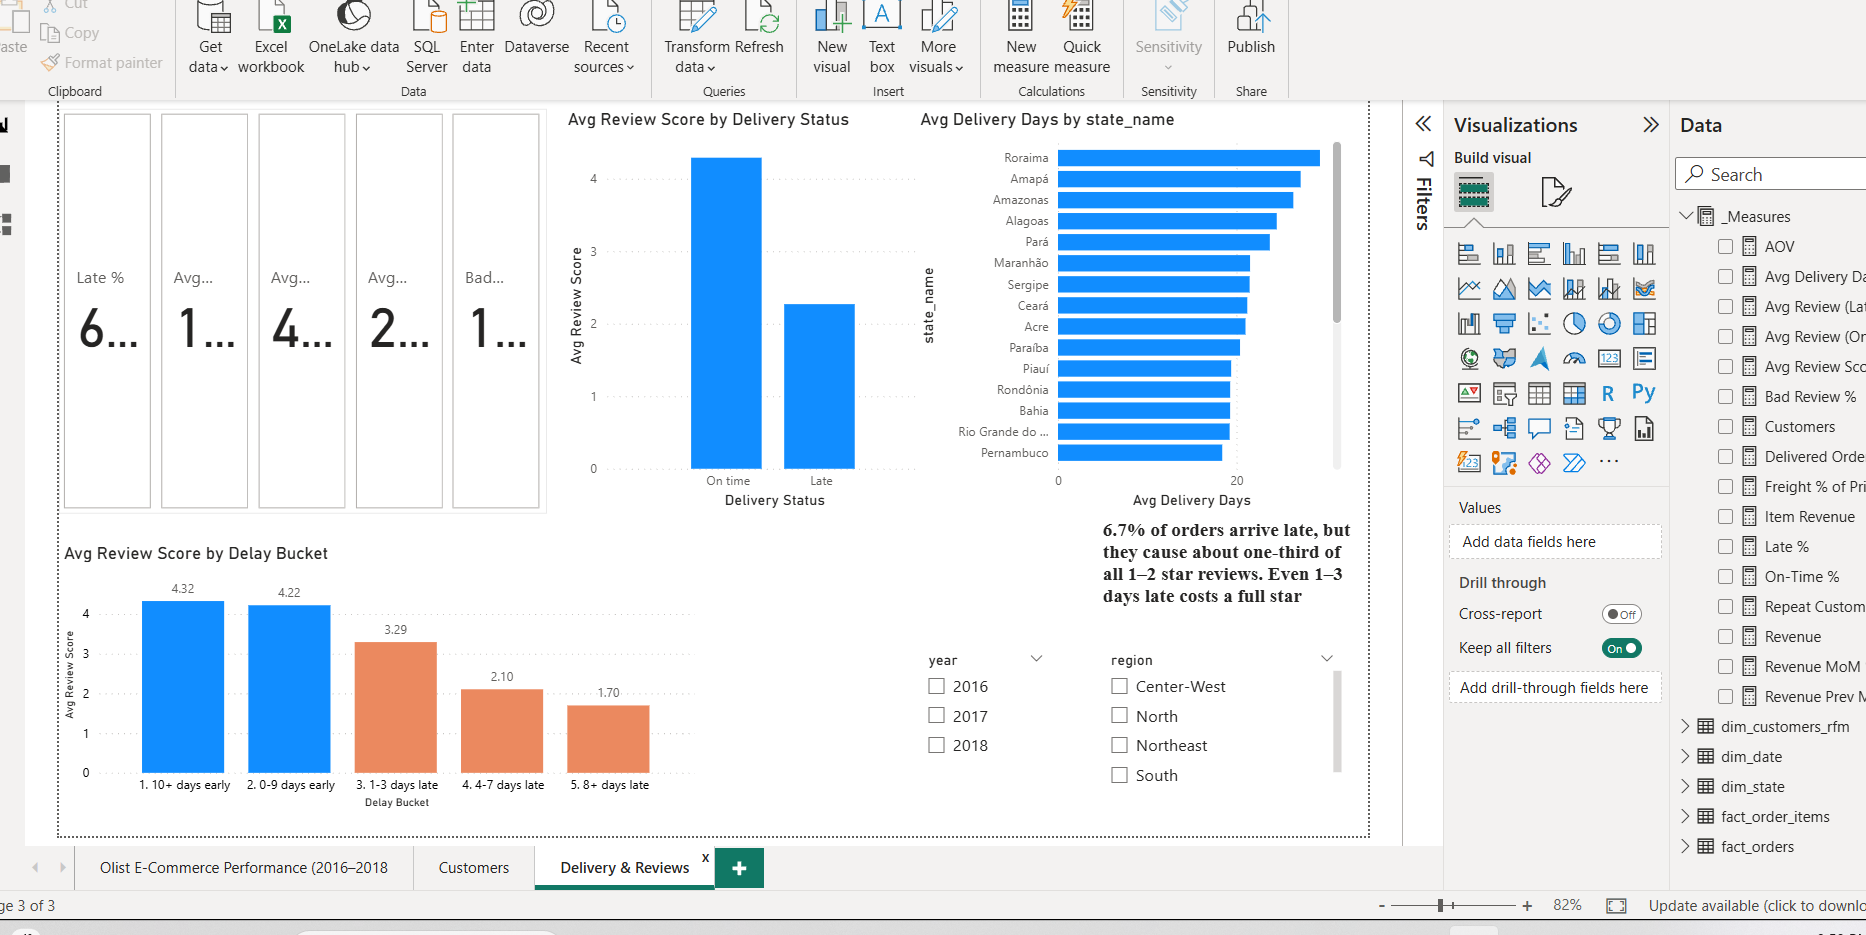 Cut
Copy
Format painter
Clipboard
Get data
Excel workbook
OneLake data hub
SQL Server
Enter data
Dataverse
Recent sources
Data
Transform data
Refresh
Queries
New visual
Text box
More visuals
Insert
New measure
Quick measure
Calculations
Sensitivity
Sensitivity
Publish
Share
Late %
6...
Avg...
1...
Avg...
4...
Avg...
2...
Bad...
1...
Avg Review Score by Delivery Status
Avg Review Score
4
3
2
1
0
On time
Late
Delivery Status
Avg Delivery Days by state_name
state_name
Roraima
Amapá
Amazonas
Alagoas
Pará
Maranhão
Sergipe
Ceará
Acre
Paraíba
Piauí
Rondônia
Bahia
Rio Grande do ...
Pernambuco
0
20
Avg Delivery Days
6.7% of orders arrive late, but
they cause about one-third of
all 1–2 star reviews. Even 1–3
days late costs a full star
Avg Review Score by Delay Bucket
Avg Review Score
4
3
2
1
0
4.32
4.22
3.29
2.10
1.70
1. 10+ days early
2. 0-9 days early
3. 1-3 days late
4. 4-7 days late
5. 8+ days late
Delay Bucket
year
2016
2017
2018
region
Center-West
North
Northeast
South
Filters
Visualizations
Build visual
123
R
Py
123
Values
Add data fields here
Drill through
Cross-report
Off
Keep all filters
On
Add drill-through fields here
Data
Search
_Measures
AOV
Avg Delivery Da
Avg Review (Lat
Avg Review (On
Avg Review Sco
Bad Review %
Customers
Delivered Order
Freight % of Pri
Item Revenue
Late %
On-Time %
Repeat Custom
Revenue
Revenue MoM
Revenue Prev M
dim_customers_rfm
dim_date
dim_state
fact_order_items
fact_orders
Olist E-Commerce Performance (2016–2018
Customers
Delivery & Reviews
x
ge 3 of 3
- + 82%
Update available (click to downlo